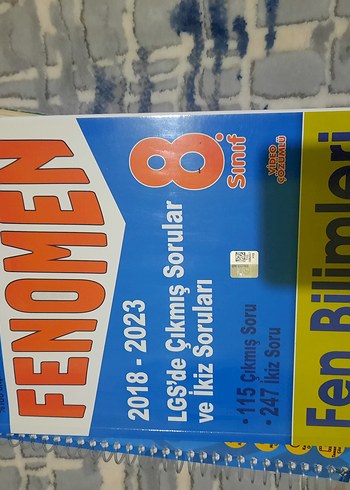 FENOMEN
8.
Sınıf
VİDEO
ÇÖZÜMLÜ
2018 - 2023
LGS'de Çıkmış Sorular
ve İkiz Soruları
• 115 Çıkmış Soru
• 247 İkiz Soru
Fen Bilimleri